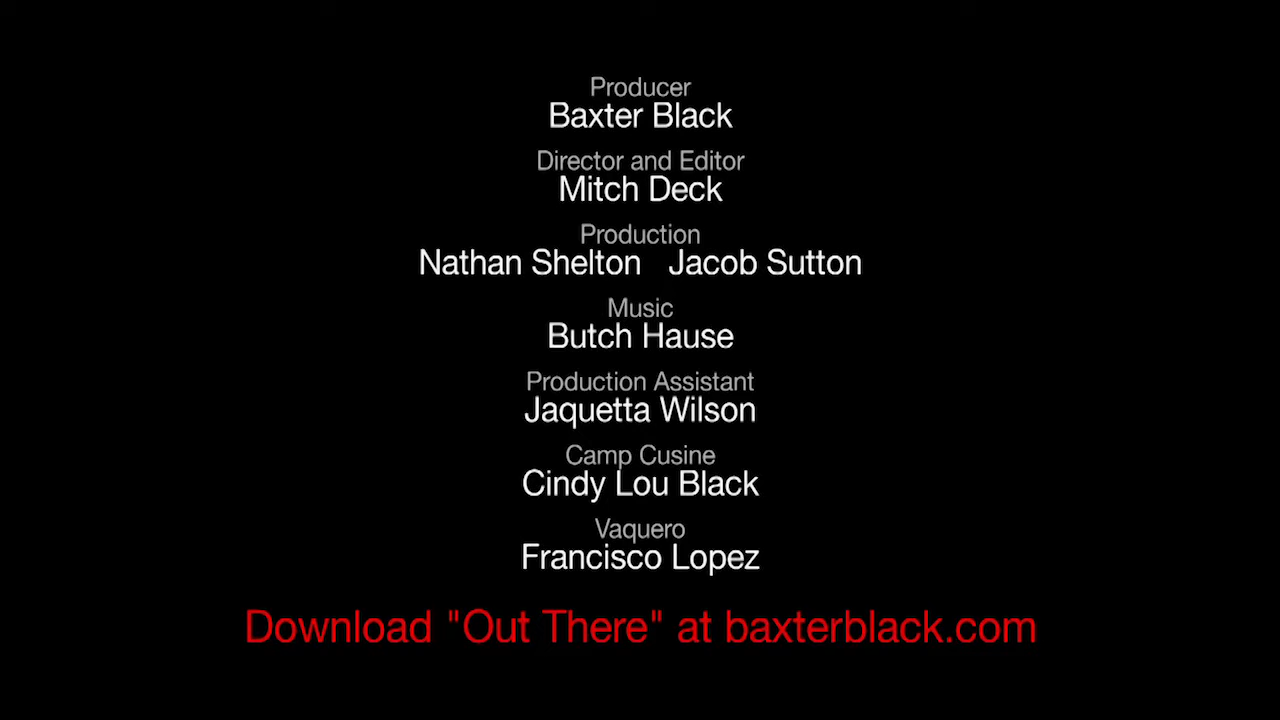 Producer
Baxter Black
Director and Editor
Mitch Deck
Production
Nathan Shelton Jacob Sutton
Music
Butch Hause
Production Assistant
Jaquetta Wilson
Camp Cusine
Cindy Lou Black
Vaquero
Francisco Lopez
Download "Out There" at baxterblack.com